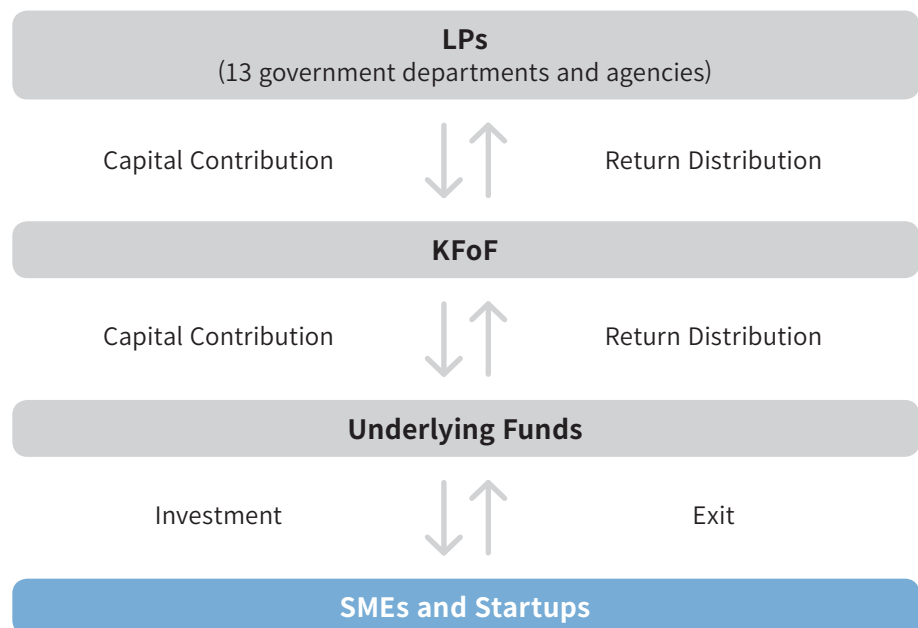 LPs
(13 government departments and agencies)
Capital Contribution
Return Distribution
KFoF
Capital Contribution
Return Distribution
Underlying Funds
Investment
Exit
SMEs and Startups